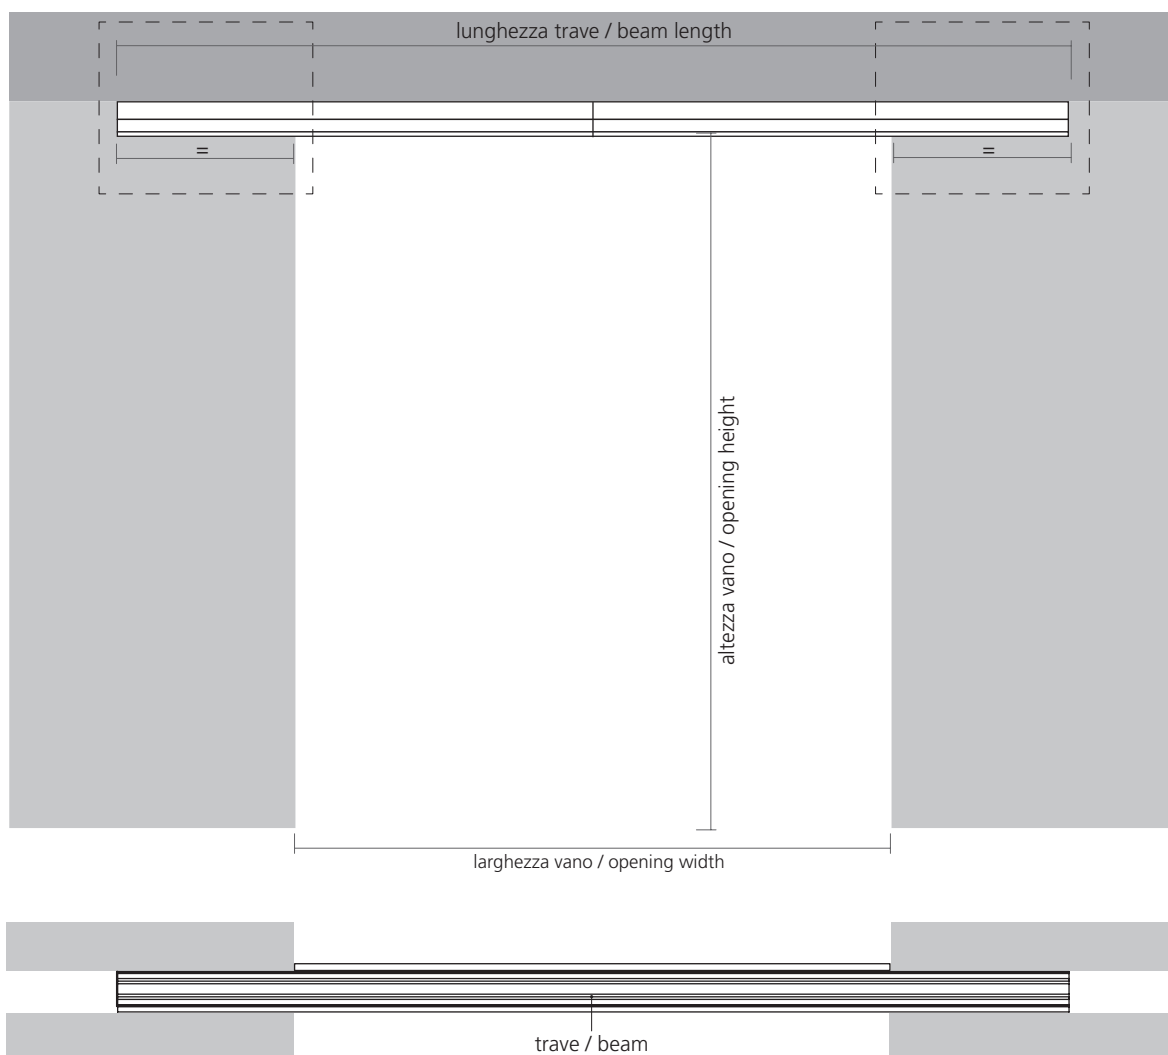 lunghezza trave / beam length
=
=
altezza vano / opening height
larghezza vano / opening width
trave / beam